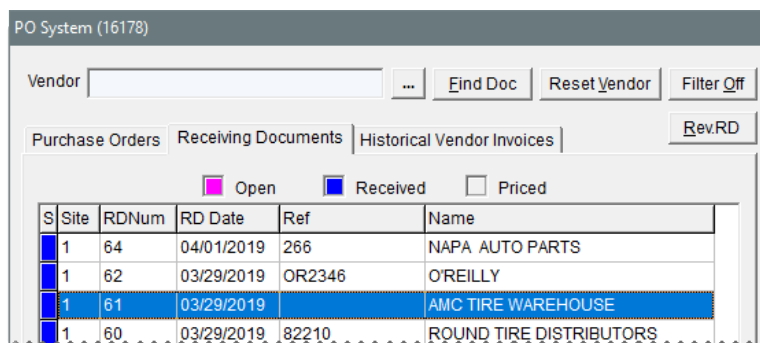 PO System (16178)
Vendor ... Find Doc Reset Vendor Filter Off
Rev.RD
Purchase Orders Receiving Documents Historical Vendor Invoices
Open Received Priced
S Site RDNum RD Date Ref Name
1 64 04/01/2019 266 NAPA AUTO PARTS
1 62 03/29/2019 OR2346 O'REILLY
1 61 03/29/2019 AMC TIRE WAREHOUSE
1 60 03/29/2019 82210 ROUND TIRE DISTRIBUTORS